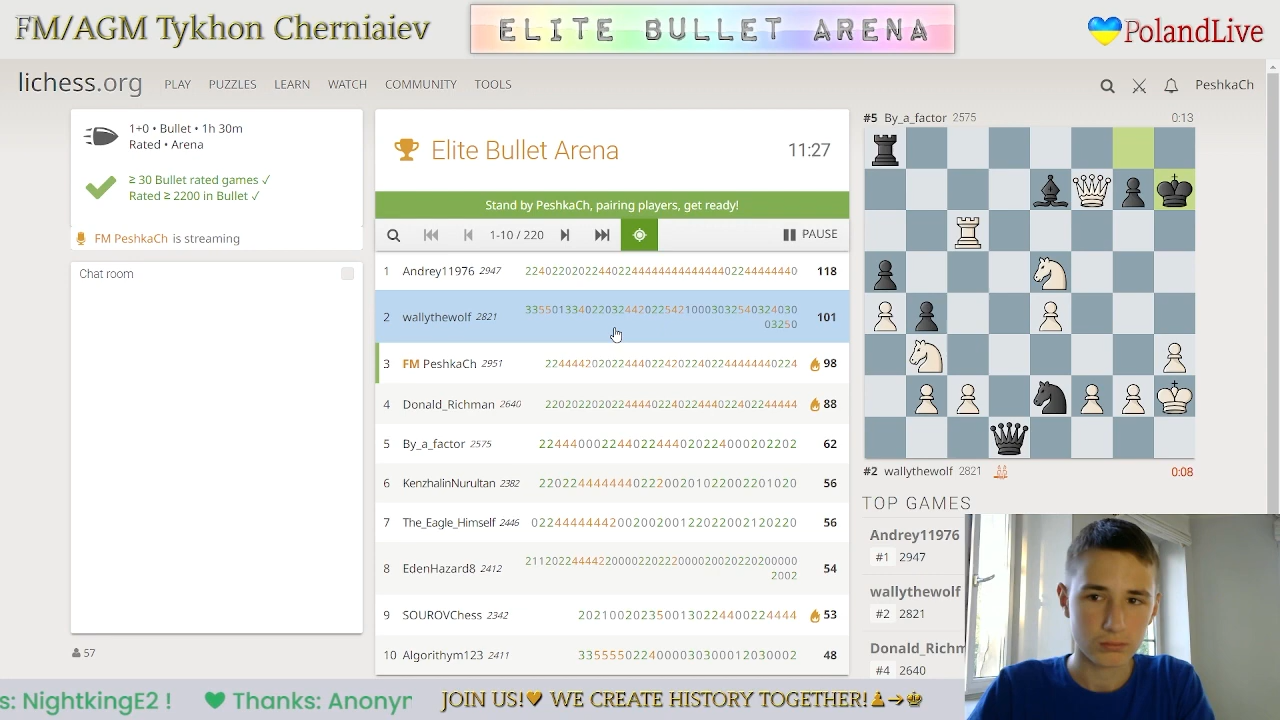 FM/AGM Tykhon Cherniaiev
ELITE BULLET ARENA
PolandLive
lichess.org PLAY PUZZLES LEARN WATCH COMMUNITY TOOLS PeshkaCh
1+0 • Bullet • 1h 30m
Rated • Arena
≥ 30 Bullet rated games ✓
Rated ≥ 2200 in Bullet ✓
FM PeshkaCh is streaming
Chat room
57
Elite Bullet Arena 11:27
Stand by PeshkaCh, pairing players, get ready!
1-10 / 220 PAUSE
1 Andrey11976 2947 118
2 wallythewolf 2821 101
3 FM PeshkaCh 2951 98
4 Donald_Richman 2640 88
5 By_a_factor 2575 62
6 KenzhalinNurultan 2382 56
7 The_Eagle_Himself 2446 56
8 EdenHazard8 2412 54
9 SOUROVChess 2342 53
10 Algorithym123 2411 48
#5 By_a_factor 2575 0:13
#2 wallythewolf 2821 0:08
TOP GAMES
Andrey11976
#1 2947
wallythewolf
#2 2821
Donald_Richm
#4 2640
s: NightkingE2 ! Thanks: Anonyr
JOIN US! WE CREATE HISTORY TOGETHER!